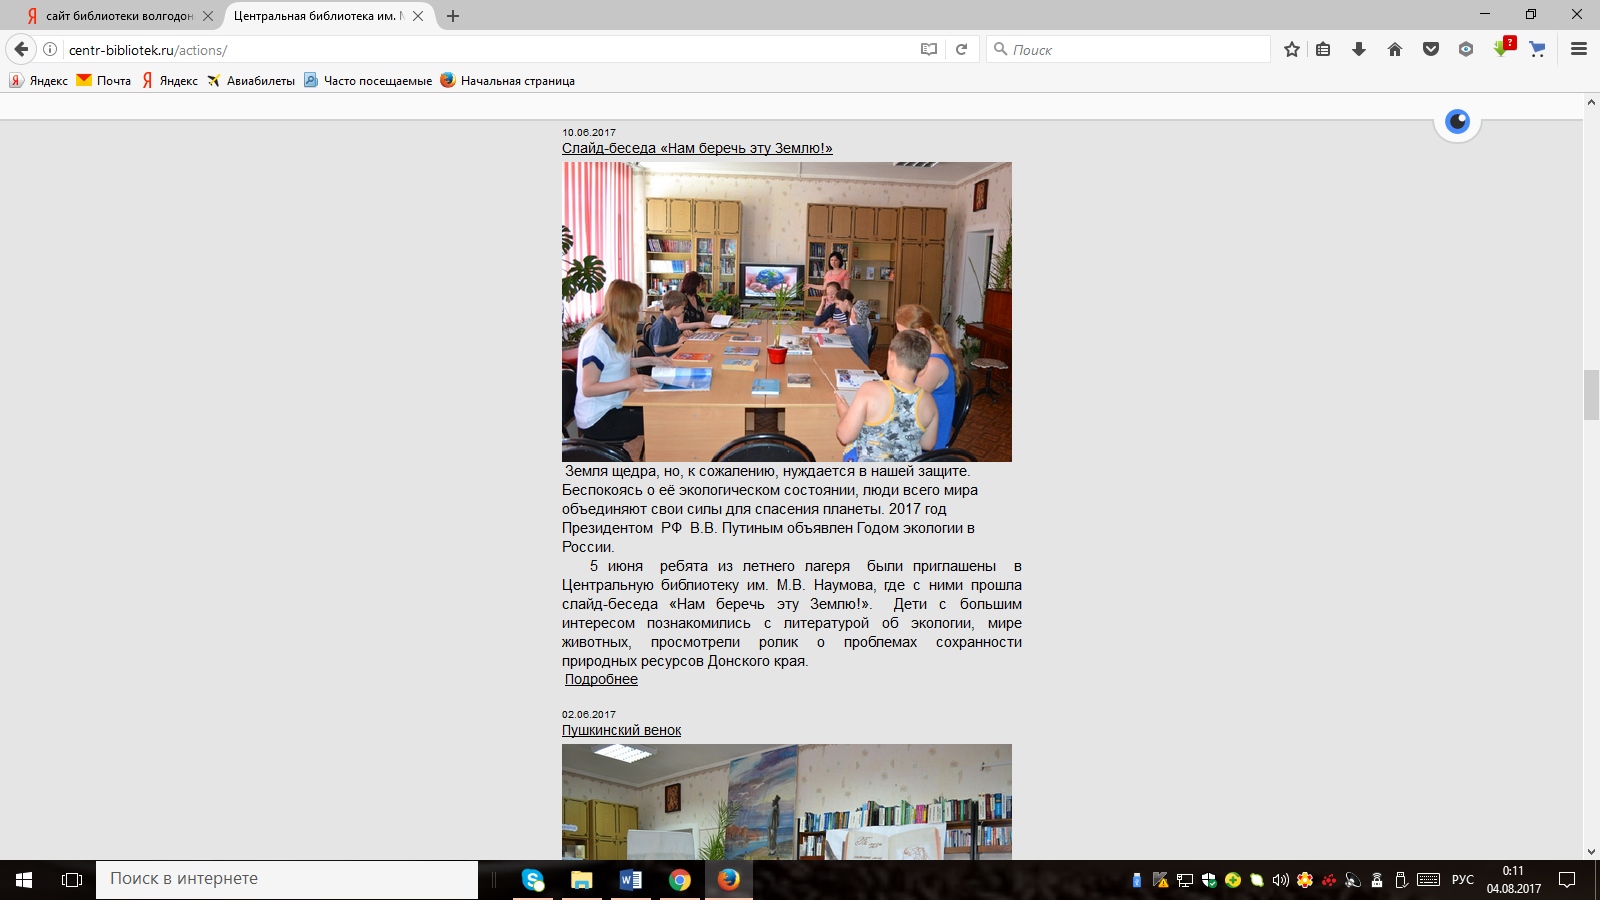 сайт библиотеки волгодон
Центральная библиотека им. М
centr-bibliotek.ru/actions/
Поиск
Яндекс
Почта
Яндекс
Авиабилеты
Часто посещаемые
Начальная страница
10.06.2017
Слайд-беседа «Нам беречь эту Землю!»
Земля щедра, но, к сожалению, нуждается в нашей защите.
Беспокоясь о её экологическом состоянии, люди всего мира
объединяют свои силы для спасения планеты. 2017 год
Президентом РФ В.В. Путиным объявлен Годом экологии в
России.
5 июня ребята из летнего лагеря были приглашены в
Центральную библиотеку им. М.В. Наумова, где с ними прошла
слайд-беседа «Нам беречь эту Землю!». Дети с большим
интересом познакомились с литературой об экологии, мире
животных, просмотрели ролик о проблемах сохранности
природных ресурсов Донского края.
Подробнее
02.06.2017
Пушкинский венок
Поиск в интернете
РУС
0:11
04.08.2017